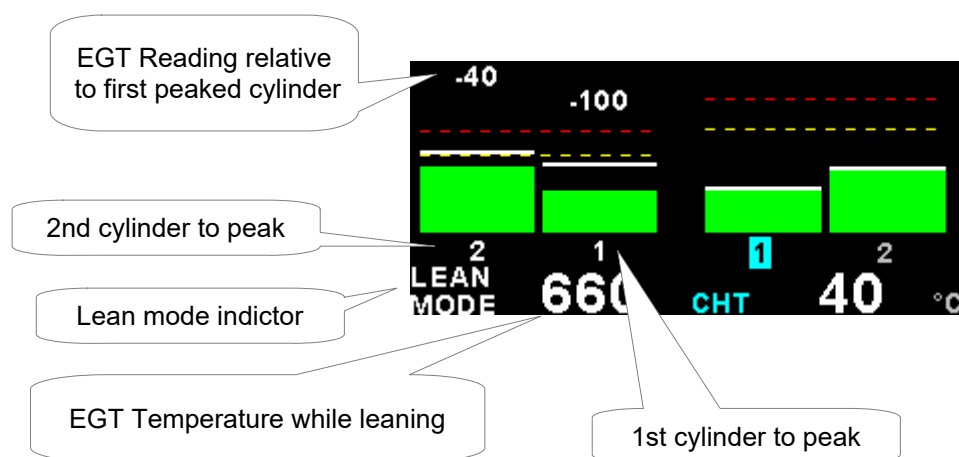 EGT Reading relative
to first peaked cylinder
-40
-100
2nd cylinder to peak
2
1
1
2
LEAN
MODE
660
CHT
40
°C
Lean mode indictor
EGT Temperature while leaning
1st cylinder to peak